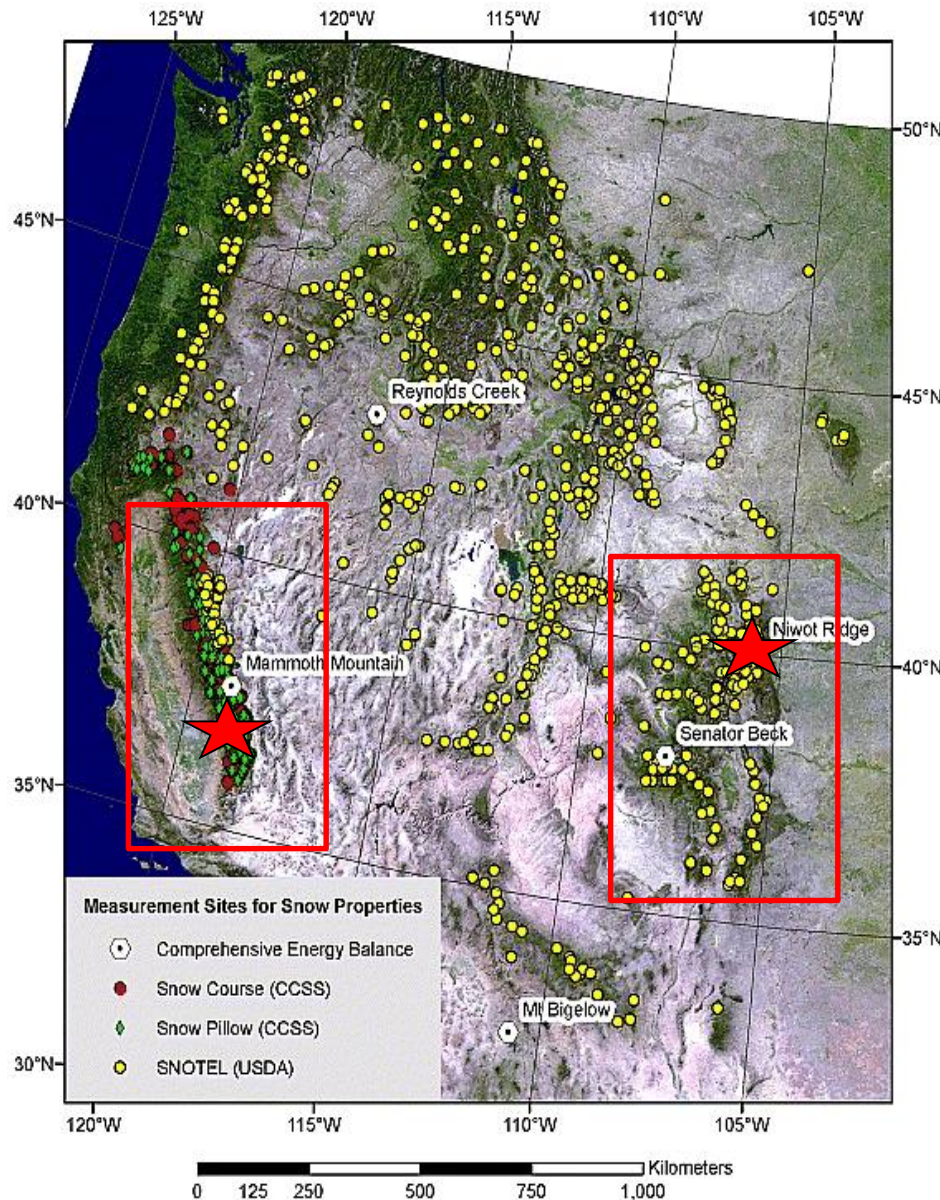 125°W 120°W 115°W 110°W 105°W
50°N
45°N
Reynolds Creek
45°N
40°N
Niwot Ridge
Mammoth Mountain
40°N
Senator Beck
35°N
Measurement Sites for Snow Properties
Comprehensive Energy Balance
35°N
Snow Course (CCSS)
Mt Bigelow
Snow Pillow (CCSS)
SNOTEL (USDA)
30°N
120°W 115°W 110°W 105°W
Kilometers
0 125 250 500 750 1,000